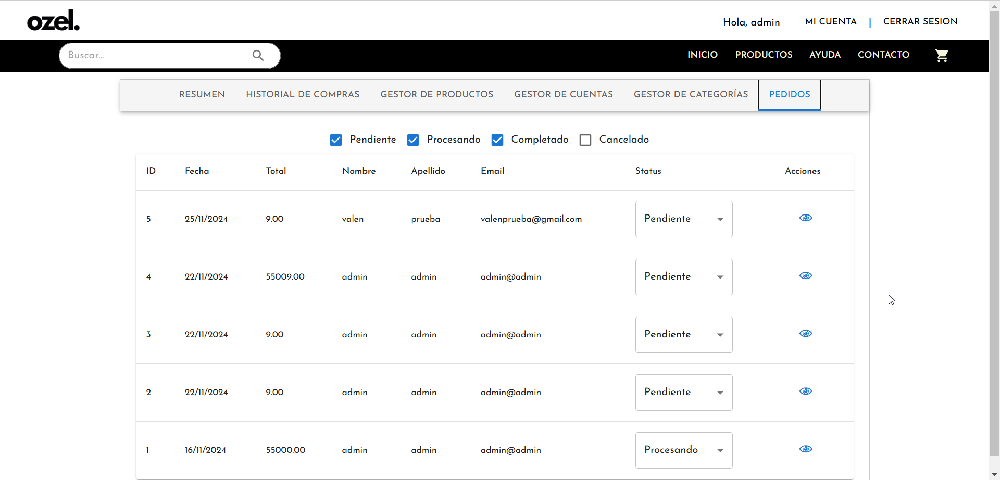 ozel.
Hola, admin MI CUENTA | CERRAR SESION
Buscar... INICIO PRODUCTOS AYUDA CONTACTO
RESUMEN HISTORIAL DE COMPRAS GESTOR DE PRODUCTOS GESTOR DE CUENTAS GESTOR DE CATEGORÍAS PEDIDOS
Pendiente Procesando Completado Cancelado
ID Fecha Total Nombre Apellido Email Status Acciones
5 25/11/2024 9.00 valen prueba valenprueba@gmail.com Pendiente
4 22/11/2024 55009.00 admin admin admin@admin Pendiente
3 22/11/2024 9.00 admin admin admin@admin Pendiente
2 22/11/2024 9.00 admin admin admin@admin Pendiente
1 16/11/2024 55000.00 admin admin admin@admin Procesando